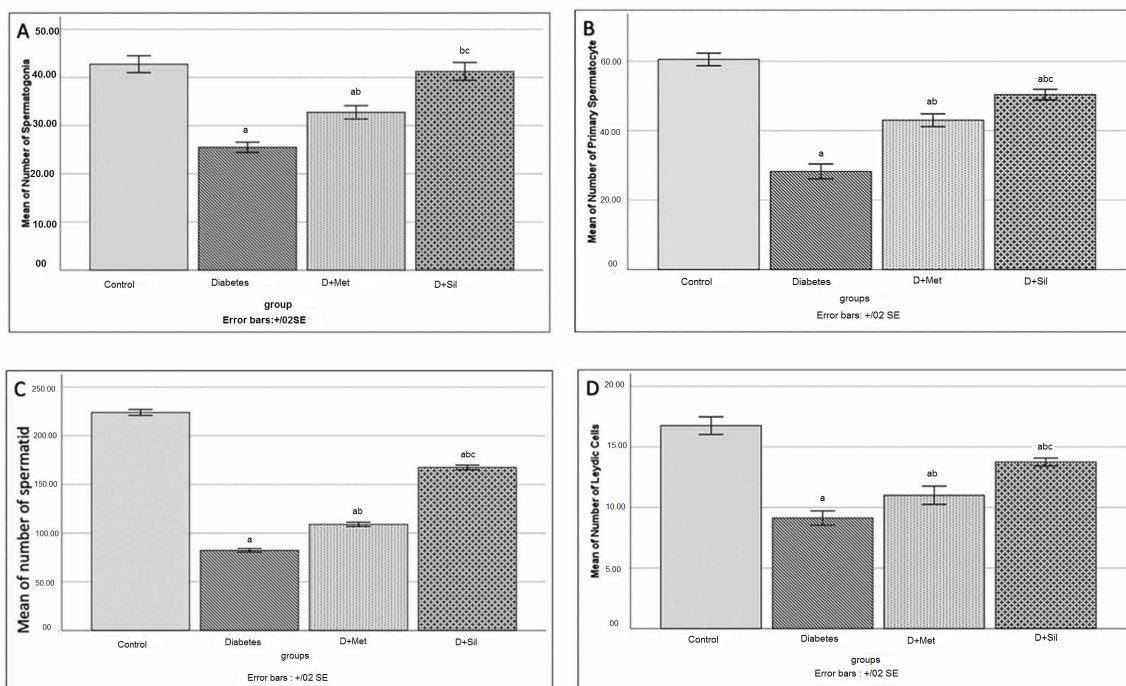 A
Mean of Number of Spermatogonia
50.00
40.00
30.00
20.00
10.00
00
a
ab
bc
Control
Diabetes
D+Met
D+Sil
group
Error bars:+/02SE
B
Mean of Number of Primary Spermatocyte
60.00
40.00
20.00
00
a
ab
abc
Control
Diabetes
D+Met
D+Sil
groups
Error bars: +/02 SE
C
Mean of number of spermatid
250.00
200.00
150.00
100.00
50.00
00
a
ab
abc
Control
Diabetes
D+Met
D+Sil
groups
Error bars : +/02 SE
D
Mean of Number of Leydic Cells
20.00
15.00
10.00
5.00
00
a
ab
abc
Control
Diabetes
D+Met
D+Sil
groups
Error bars : +/02 SE